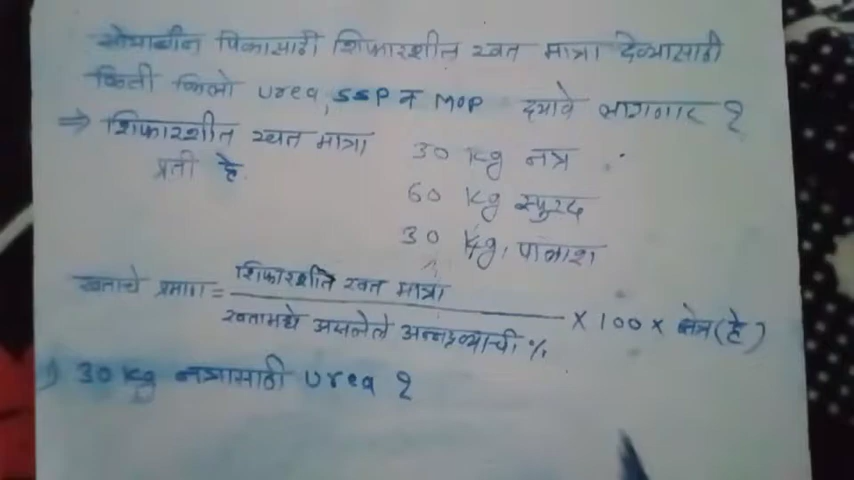 सोयाबीन पिकासाठी शिफारशीत खत मात्रा देण्यासाठी
किती किलो Urea, SSP व MOP द्यावे लागणार ?
⇒ शिफारशीत खत मात्रा 30 kg नत्र
प्रती हे. 60 kg स्फुरद
30 kg, पालाश
खताचे प्रमाण = शिफारशीत खत मात्रा
खतामध्ये असलेले अन्नद्रव्याची % × 100 × क्षेत्र (हे)
1) 30 kg नत्रासाठी Urea ?